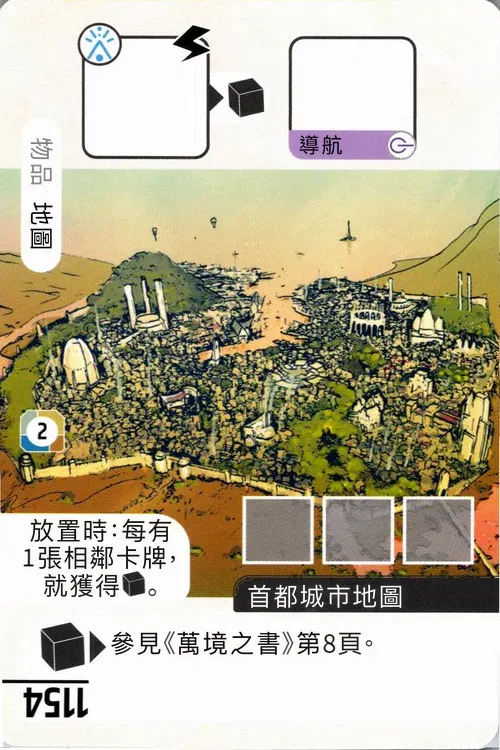 導航
物品 地圖
2
放置時:每有
1張相鄰卡牌,
就獲得。
首都城市地圖
參見《萬境之書》第8頁。
1154